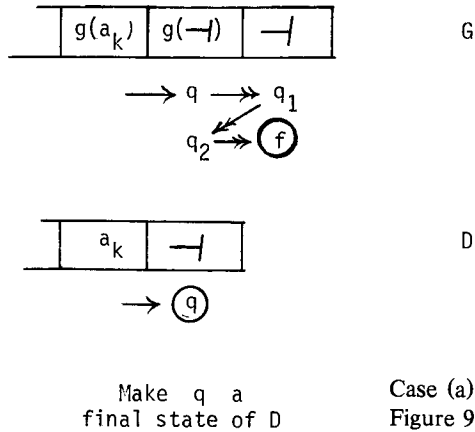 g(a_k) g(⊣) ⊣ G
q q_1
q_2 f
a_k ⊣ D
q
Make q a Case (a)
final state of D Figure 9